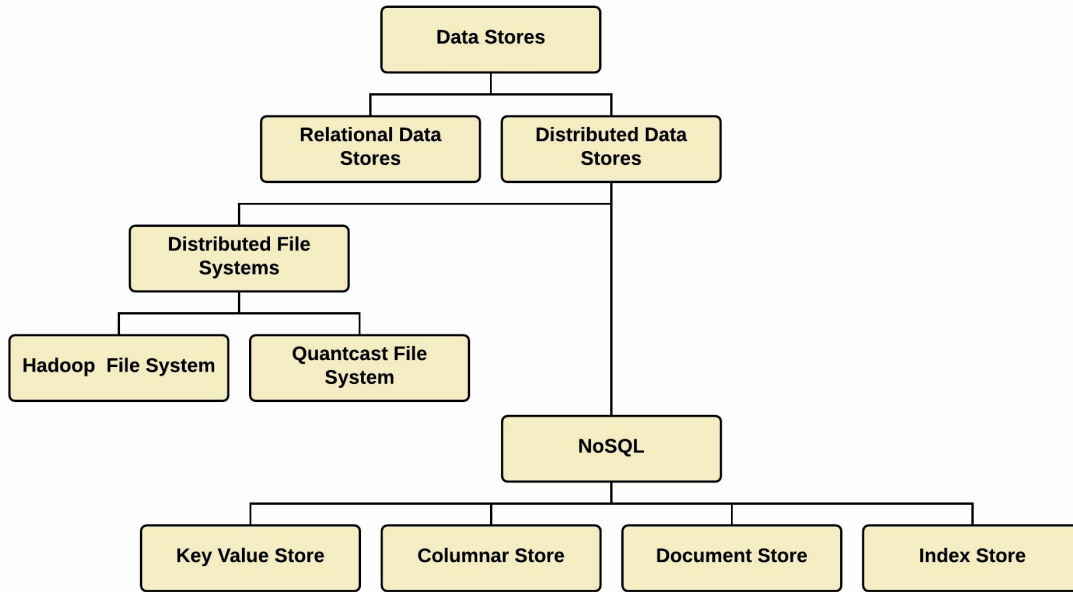 Data Stores
Relational Data
Stores
Distributed Data
Stores
Distributed File
Systems
Hadoop  File System
Quantcast File
System
NoSQL
Key Value Store
Columnar Store
Document Store
Index Store